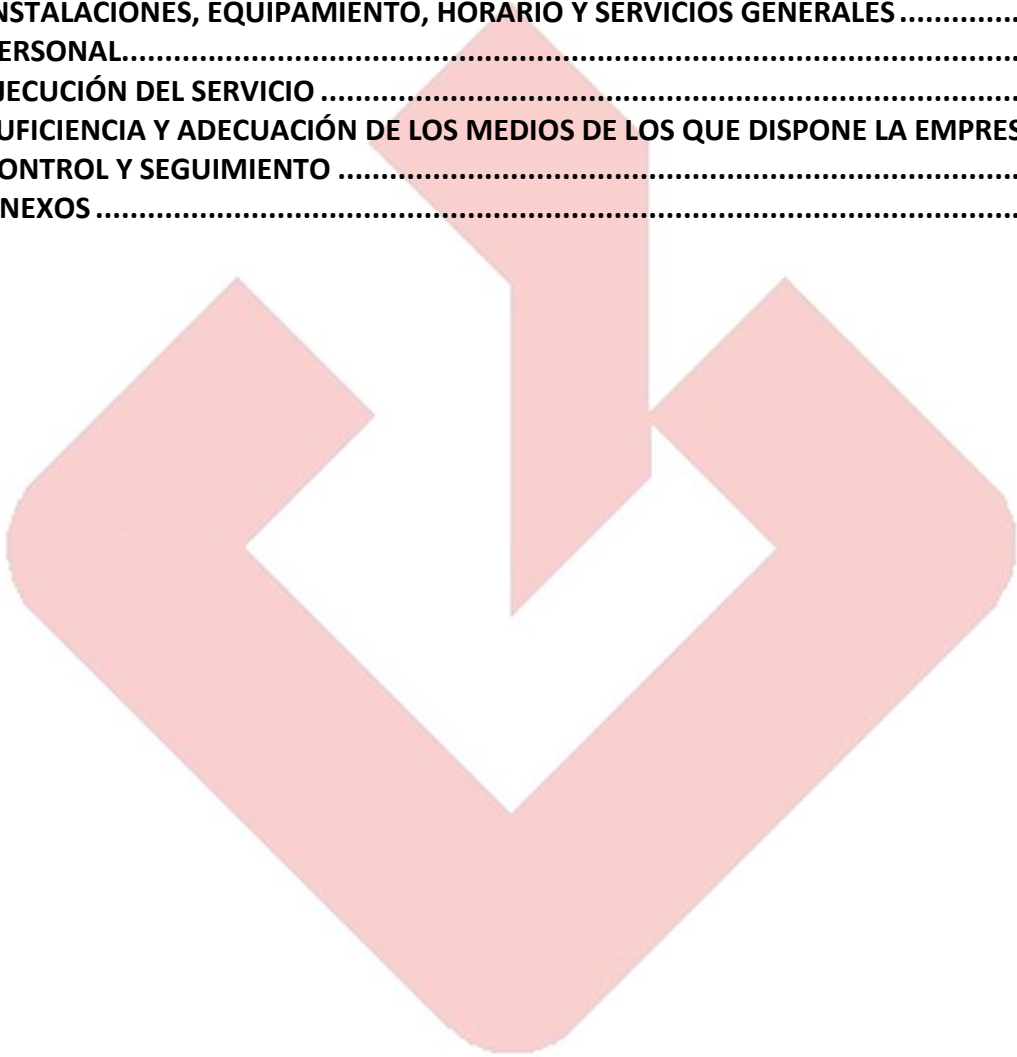 NSTALACIONES, EQUIPAMIENTO, HORARIO Y SERVICIOS GENERALES .............
ERSONAL....................................................................................................
JECUCIÓN DEL SERVICIO ..............................................................................
UFICIENCIA Y ADECUACIÓN DE LOS MEDIOS DE LOS QUE DISPONE LA EMPRES
ONTROL Y SEGUIMIENTO ............................................................................
NEXOS ........................................................................................................